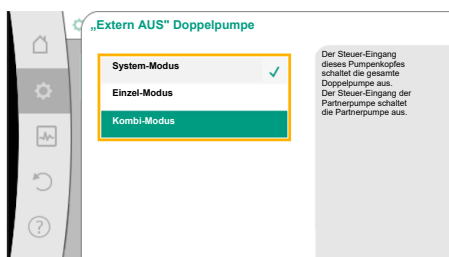 „Extern AUS" Doppelpumpe
System-Modus
Einzel-Modus
Kombi-Modus
Der Steuer-Eingang
dieses Pumpenkopfes
schaltet die gesamte
Doppelpumpe aus.
Der Steuer-Eingang der
Partnerpumpe schaltet
die Partnerpumpe aus.
?